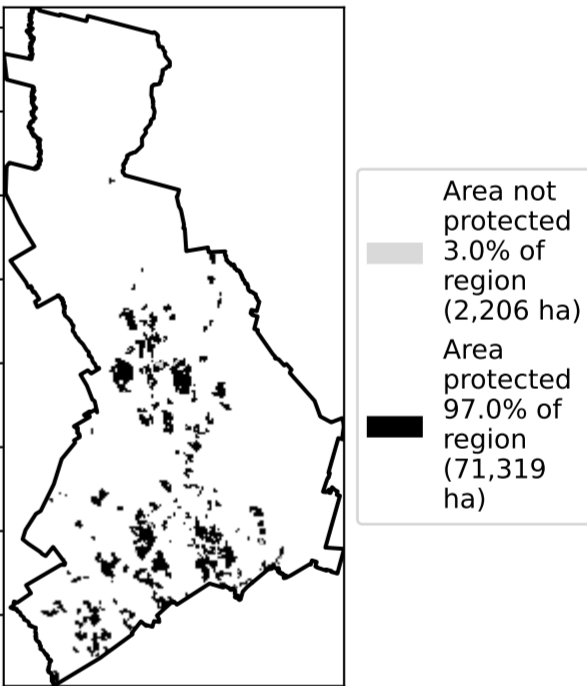 Area not
protected
3.0% of
region
(2,206 ha)
Area
protected
97.0% of
region
(71,319
ha)